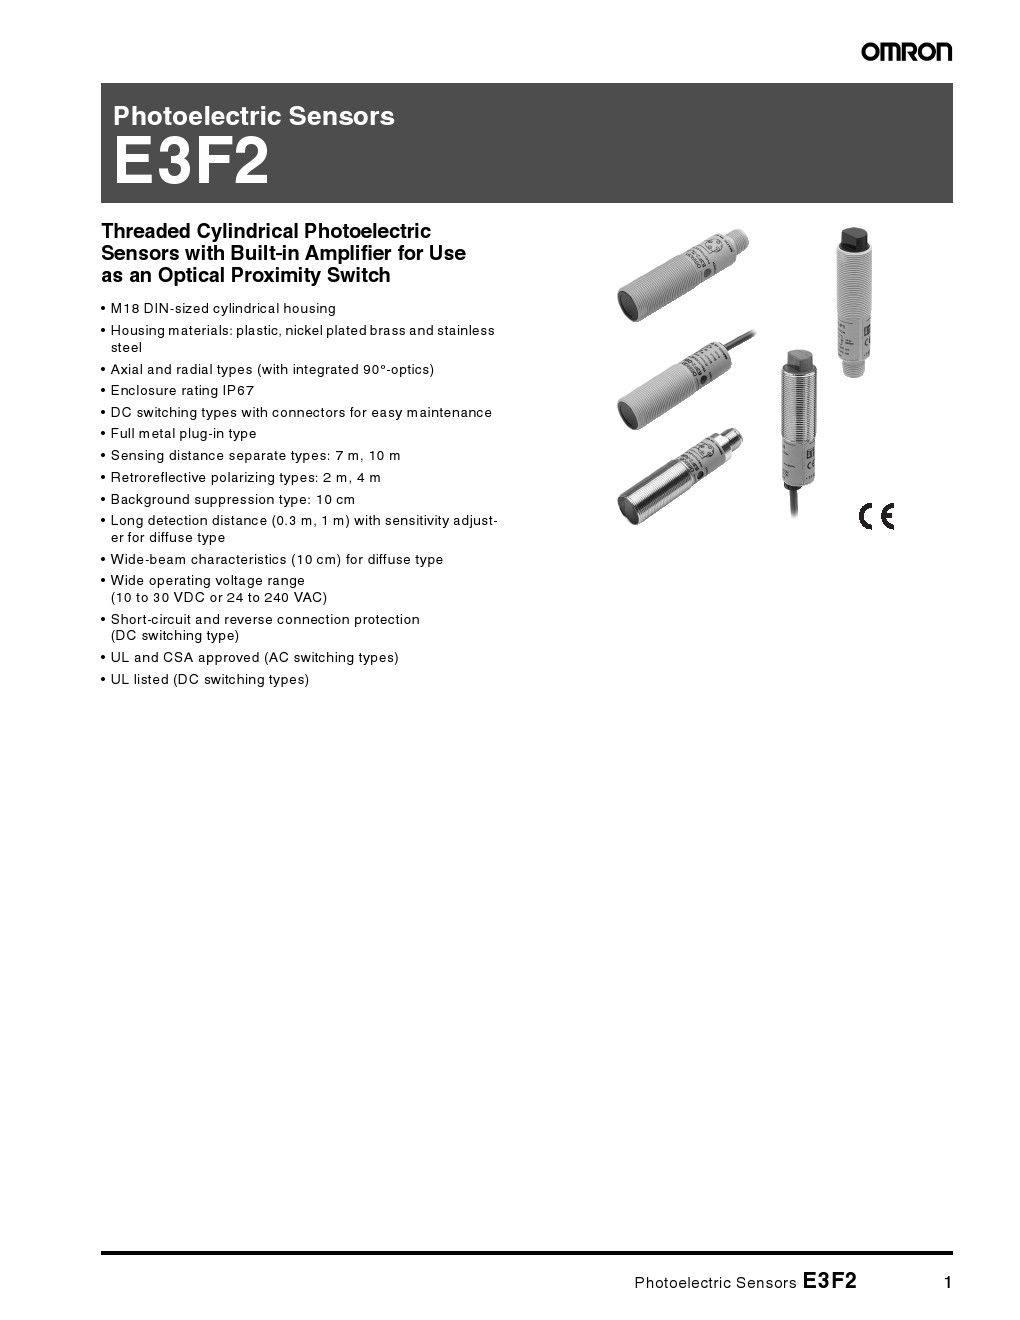 OMRON
Photoelectric Sensors
E3F2
Threaded Cylindrical Photoelectric
Sensors with Built-in Amplifier for Use
as an Optical Proximity Switch
• M18 DIN-sized cylindrical housing
• Housing materials: plastic, nickel plated brass and stainless
steel
• Axial and radial types (with integrated 90°-optics)
• Enclosure rating IP67
• DC switching types with connectors for easy maintenance
• Full metal plug-in type
• Sensing distance separate types: 7 m, 10 m
• Retroreflective polarizing types: 2 m, 4 m
• Background suppression type: 10 cm
• Long detection distance (0.3 m, 1 m) with sensitivity adjust-
er for diffuse type
• Wide-beam characteristics (10 cm) for diffuse type
• Wide operating voltage range
(10 to 30 VDC or 24 to 240 VAC)
• Short-circuit and reverse connection protection
(DC switching type)
• UL and CSA approved (AC switching types)
• UL listed (DC switching types)
CE
Photoelectric Sensors E3F2 1